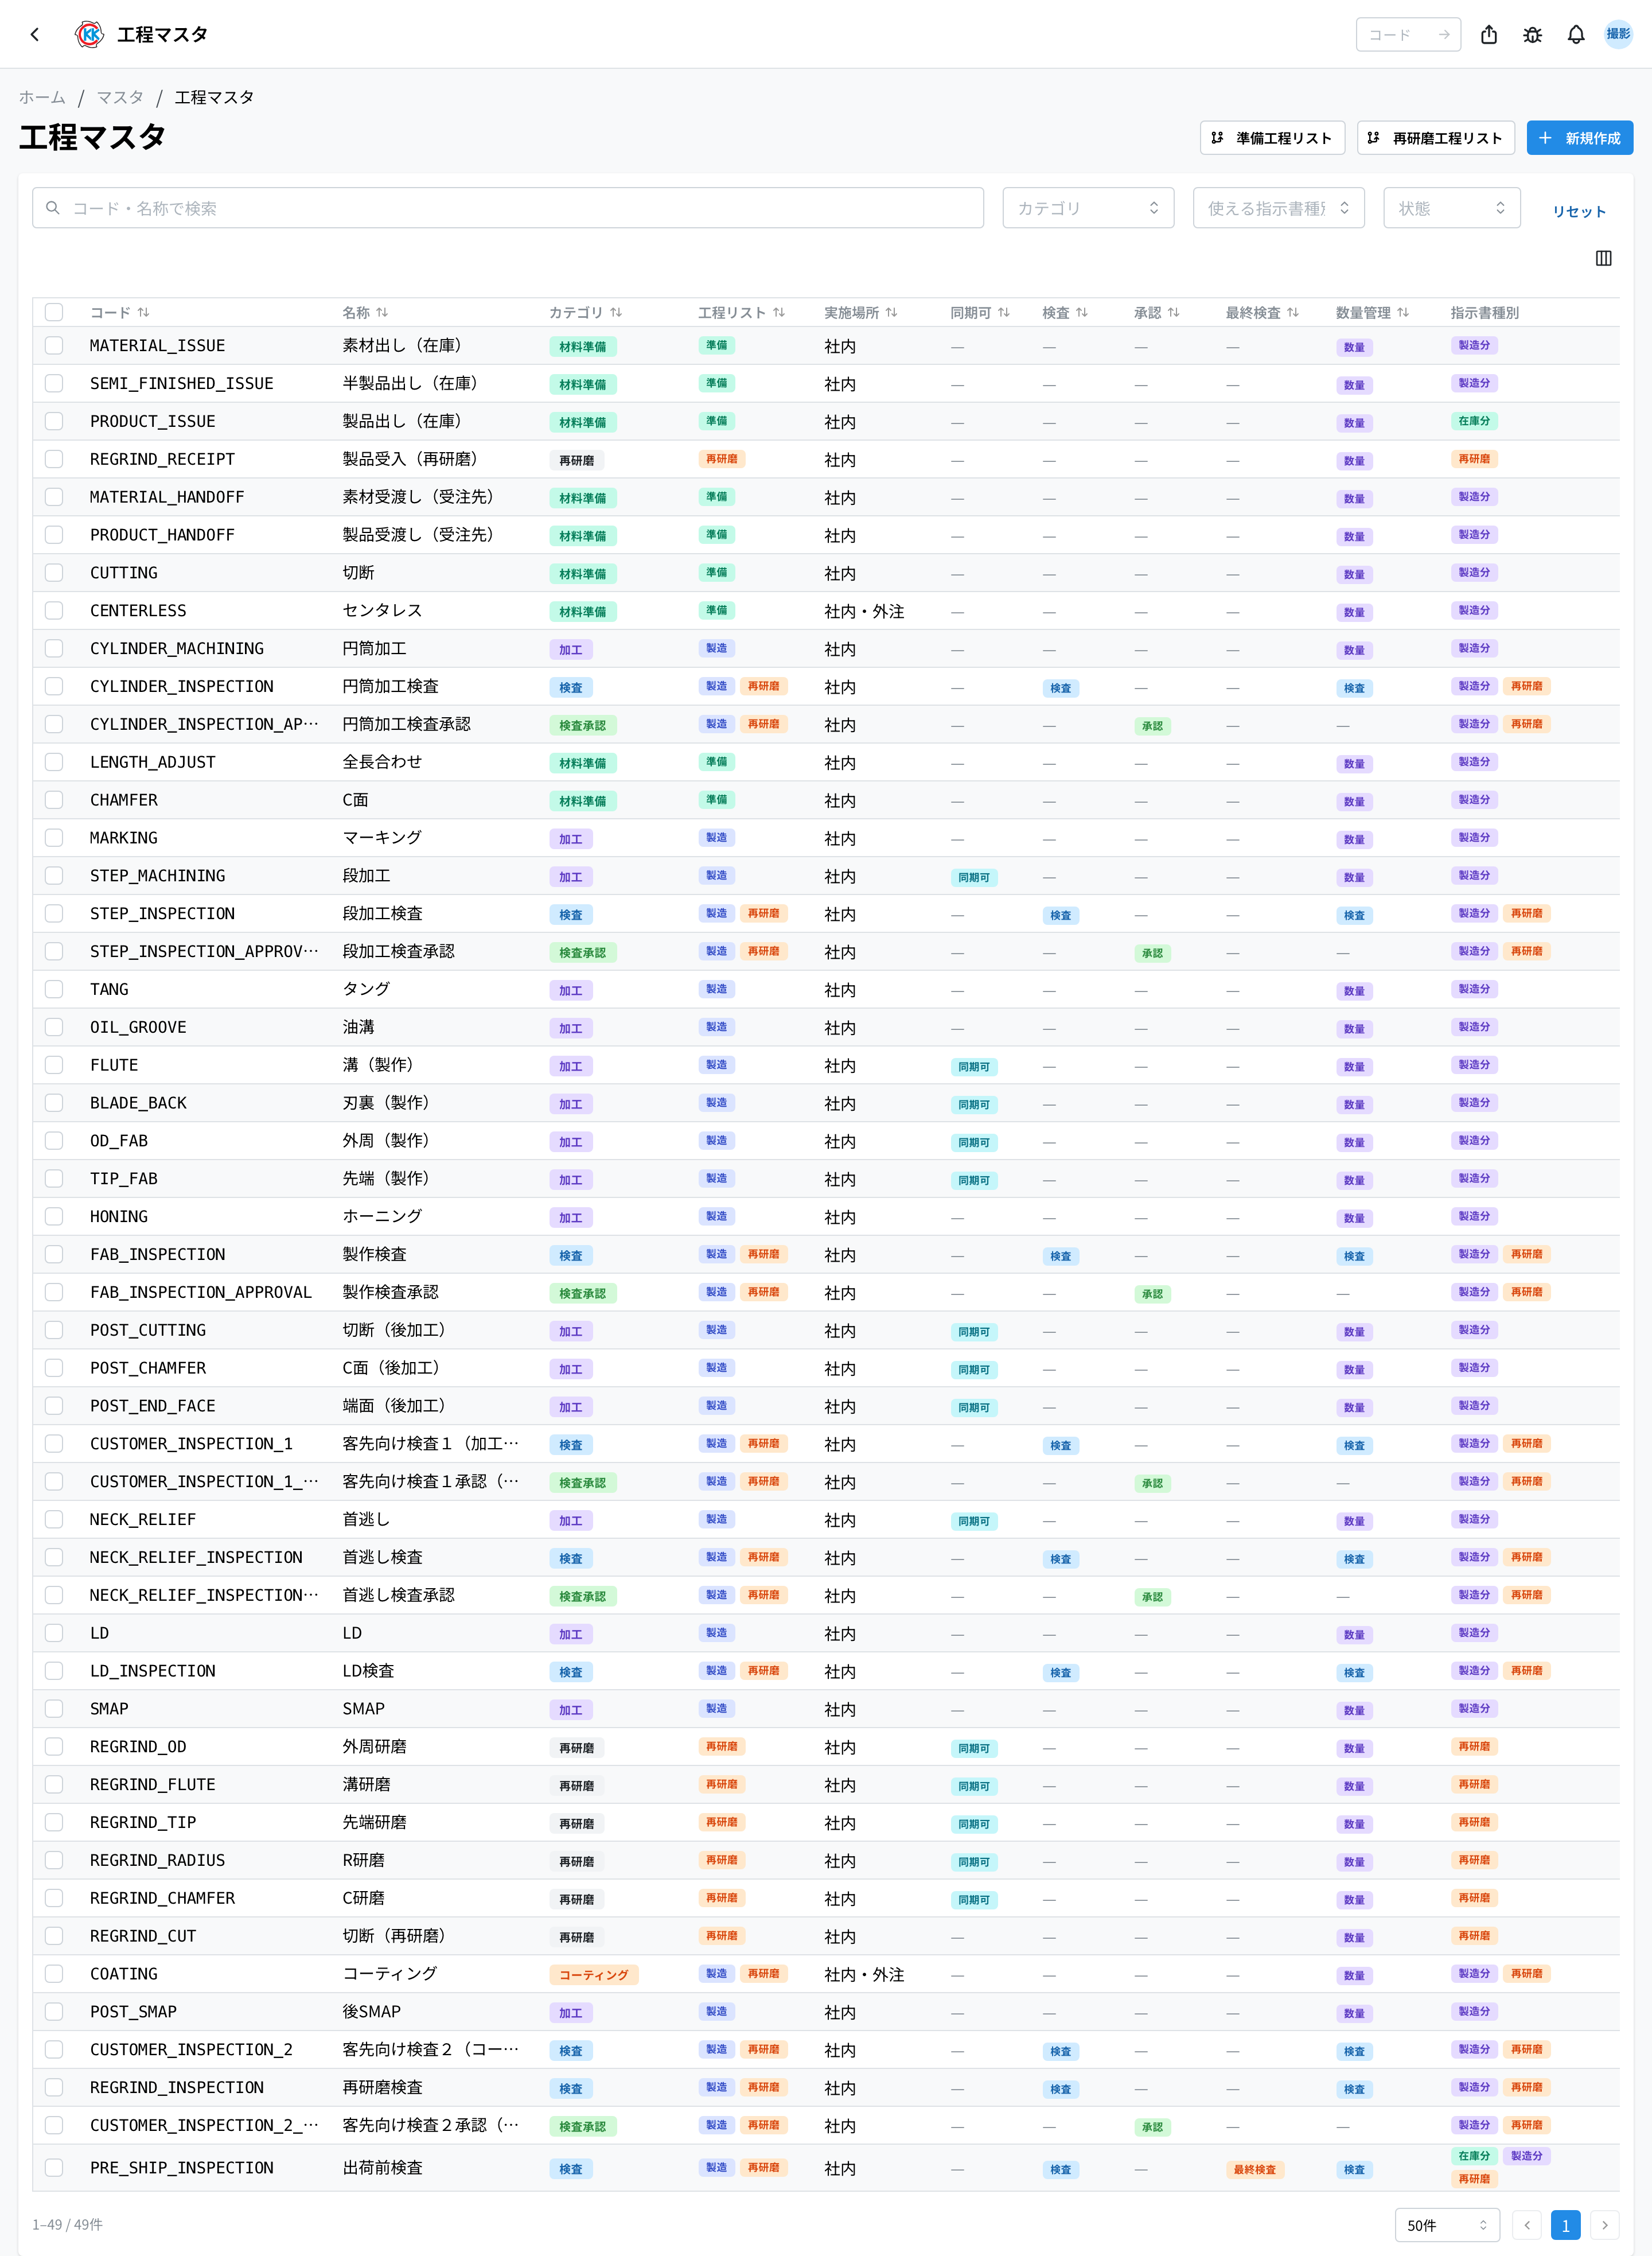 KK 工程マスタ コード 撮影
ホーム / マスタ / 工程マスタ
工程マスタ 準備工程リスト 再研磨工程リスト 新規作成
コード・名称で検索 カテゴリ 使える指示書種別 状態 リセット
コード 名称 カテゴリ 工程リスト 実施場所 同期可 検査 承認 最終検査 数量管理 指示書種別
MATERIAL_ISSUE 素材出し（在庫） 材料準備 準備 社内 — — — — 数量 製造分
SEMI_FINISHED_ISSUE 半製品出し（在庫） 材料準備 準備 社内 — — — — 数量 製造分
PRODUCT_ISSUE 製品出し（在庫） 材料準備 準備 社内 — — — — 数量 在庫分
REGRIND_RECEIPT 製品受入（再研磨） 再研磨 再研磨 社内 — — — — 数量 再研磨
MATERIAL_HANDOFF 素材受渡し（受注先） 材料準備 準備 社内 — — — — 数量 製造分
PRODUCT_HANDOFF 製品受渡し（受注先） 材料準備 準備 社内 — — — — 数量 製造分
CUTTING 切断 材料準備 準備 社内 — — — — 数量 製造分
CENTERLESS センタレス 材料準備 準備 社内・外注 — — — — 数量 製造分
CYLINDER_MACHINING 円筒加工 加工 製造 社内 — — — — 数量 製造分
CYLINDER_INSPECTION 円筒加工検査 検査 製造 再研磨 社内 — 検査 — — 検査 製造分 再研磨
CYLINDER_INSPECTION_AP… 円筒加工検査承認 検査承認 製造 再研磨 社内 — — 承認 — — 製造分 再研磨
LENGTH_ADJUST 全長合わせ 材料準備 準備 社内 — — — — 数量 製造分
CHAMFER C面 材料準備 準備 社内 — — — — 数量 製造分
MARKING マーキング 加工 製造 社内 — — — — 数量 製造分
STEP_MACHINING 段加工 加工 製造 社内 同期可 — — — 数量 製造分
STEP_INSPECTION 段加工検査 検査 製造 再研磨 社内 — 検査 — — 検査 製造分 再研磨
STEP_INSPECTION_APPROV… 段加工検査承認 検査承認 製造 再研磨 社内 — — 承認 — — 製造分 再研磨
TANG タング 加工 製造 社内 — — — — 数量 製造分
OIL_GROOVE 油溝 加工 製造 社内 — — — — 数量 製造分
FLUTE 溝（製作） 加工 製造 社内 同期可 — — — 数量 製造分
BLADE_BACK 刃裏（製作） 加工 製造 社内 同期可 — — — 数量 製造分
OD_FAB 外周（製作） 加工 製造 社内 同期可 — — — 数量 製造分
TIP_FAB 先端（製作） 加工 製造 社内 同期可 — — — 数量 製造分
HONING ホーニング 加工 製造 社内 — — — — 数量 製造分
FAB_INSPECTION 製作検査 検査 製造 再研磨 社内 — 検査 — — 検査 製造分 再研磨
FAB_INSPECTION_APPROVAL 製作検査承認 検査承認 製造 再研磨 社内 — — 承認 — — 製造分 再研磨
POST_CUTTING 切断（後加工） 加工 製造 社内 同期可 — — — 数量 製造分
POST_CHAMFER C面（後加工） 加工 製造 社内 同期可 — — — 数量 製造分
POST_END_FACE 端面（後加工） 加工 製造 社内 同期可 — — — 数量 製造分
CUSTOMER_INSPECTION_1 客先向け検査１（加工… 検査 製造 再研磨 社内 — 検査 — — 検査 製造分 再研磨
CUSTOMER_INSPECTION_1_… 客先向け検査１承認（… 検査承認 製造 再研磨 社内 — — 承認 — — 製造分 再研磨
NECK_RELIEF 首逃し 加工 製造 社内 同期可 — — — 数量 製造分
NECK_RELIEF_INSPECTION 首逃し検査 検査 製造 再研磨 社内 — 検査 — — 検査 製造分 再研磨
NECK_RELIEF_INSPECTION… 首逃し検査承認 検査承認 製造 再研磨 社内 — — 承認 — — 製造分 再研磨
LD LD 加工 製造 社内 — — — — 数量 製造分
LD_INSPECTION LD検査 検査 製造 再研磨 社内 — 検査 — — 検査 製造分 再研磨
SMAP SMAP 加工 製造 社内 — — — — 数量 製造分
REGRIND_OD 外周研磨 再研磨 再研磨 社内 同期可 — — — 数量 再研磨
REGRIND_FLUTE 溝研磨 再研磨 再研磨 社内 同期可 — — — 数量 再研磨
REGRIND_TIP 先端研磨 再研磨 再研磨 社内 同期可 — — — 数量 再研磨
REGRIND_RADIUS R研磨 再研磨 再研磨 社内 同期可 — — — 数量 再研磨
REGRIND_CHAMFER C研磨 再研磨 再研磨 社内 同期可 — — — 数量 再研磨
REGRIND_CUT 切断（再研磨） 再研磨 再研磨 社内 — — — — 数量 再研磨
COATING コーティング コーティング 製造 再研磨 社内・外注 — — — — 数量 製造分 再研磨
POST_SMAP 後SMAP 加工 製造 社内 — — — — 数量 製造分
CUSTOMER_INSPECTION_2 客先向け検査２（コー… 検査 製造 再研磨 社内 — 検査 — — 検査 製造分 再研磨
REGRIND_INSPECTION 再研磨検査 検査 製造 再研磨 社内 — 検査 — — 検査 製造分 再研磨
CUSTOMER_INSPECTION_2_… 客先向け検査２承認（… 検査承認 製造 再研磨 社内 — — 承認 — — 製造分 再研磨
PRE_SHIP_INSPECTION 出荷前検査 検査 製造 再研磨 社内 — 検査 — 最終検査 検査 在庫分 製造分
再研磨
1–49 / 49件 50件 1